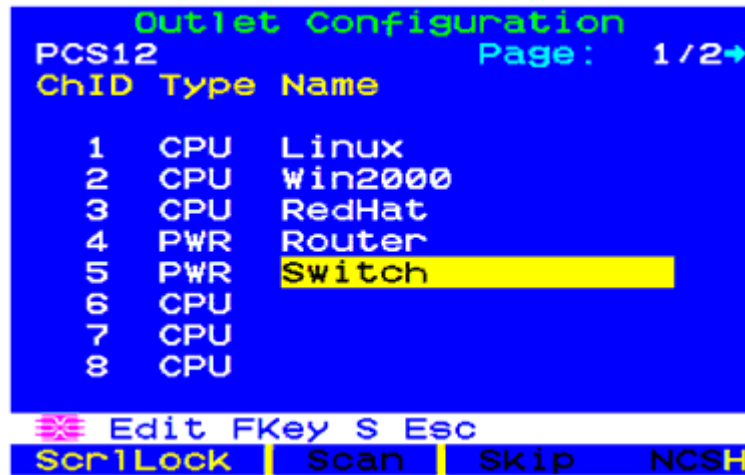 Outlet Configuration
PCS12 Page: 1/2→
ChID Type Name
1 CPU Linux
2 CPU Win2000
3 CPU RedHat
4 PWR Router
5 PWR Switch
6 CPU
7 CPU
8 CPU
Edit FKey S Esc
ScrlLock Scan Skip NCSH